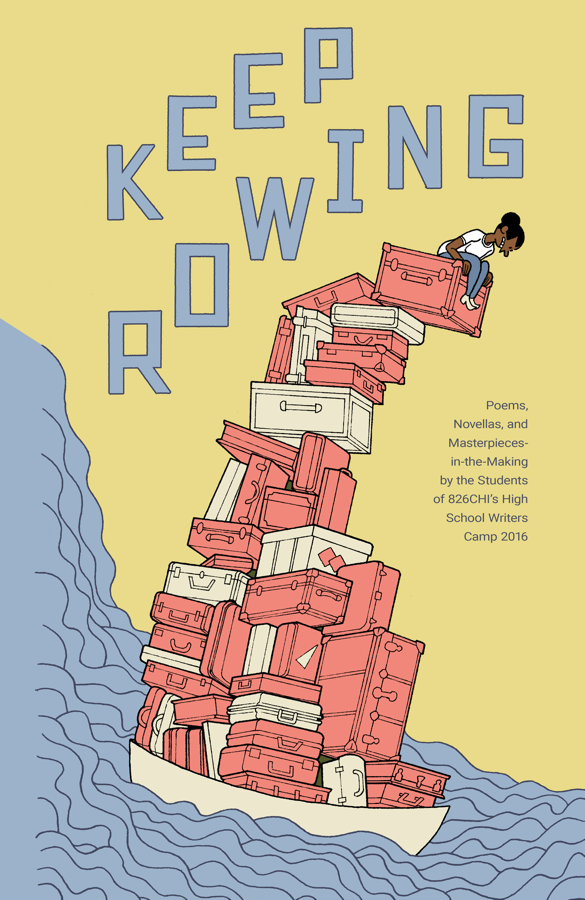 KEEP
ROWING
Poems,
Novellas, and
Masterpieces-
in-the-Making
by the Students
of 826CHI's High
School Writers
Camp 2016